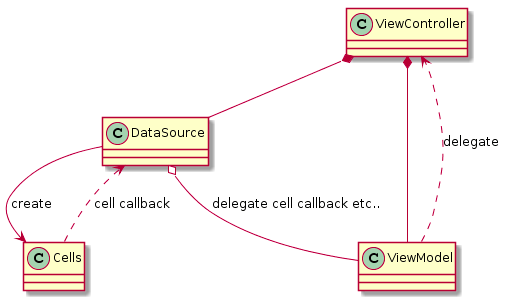 C ViewController
delegate
C DataSource
create
cell callback
delegate cell callback etc..
C Cells
C ViewModel